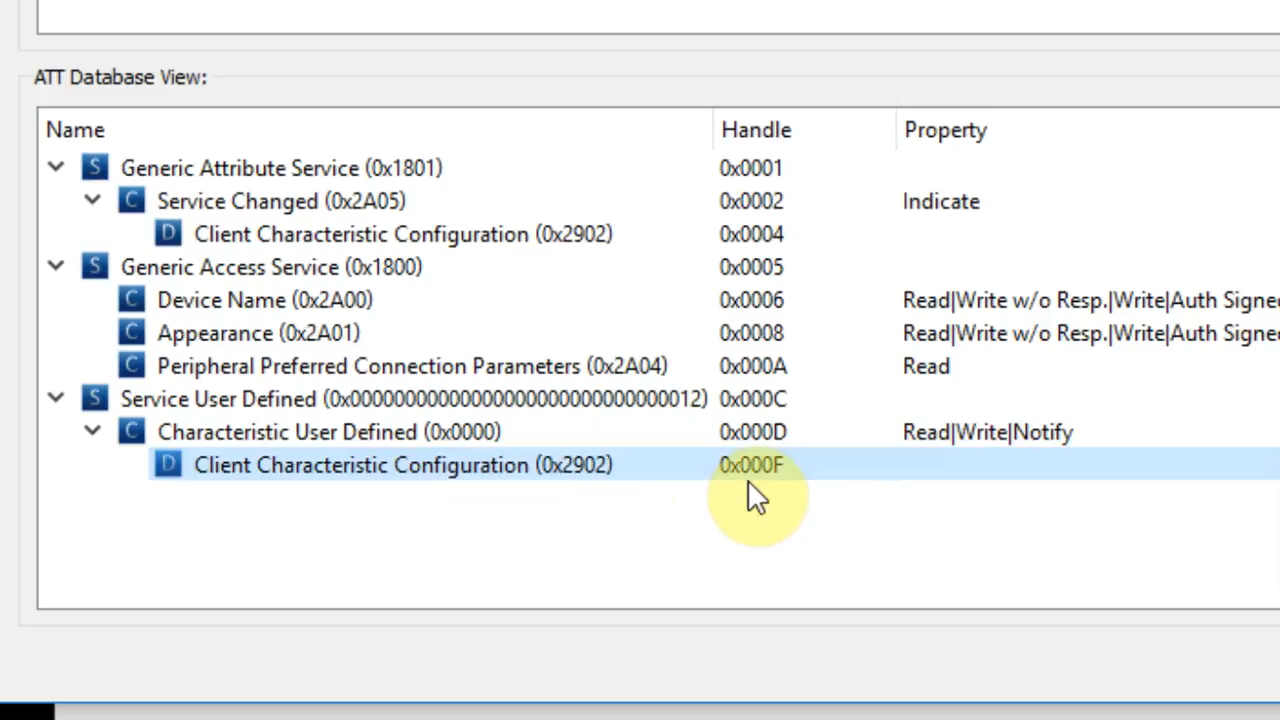 ATT Database View:
Name Handle Property
S Generic Attribute Service (0x1801) 0x0001
C Service Changed (0x2A05) 0x0002 Indicate
D Client Characteristic Configuration (0x2902) 0x0004
S Generic Access Service (0x1800) 0x0005
C Device Name (0x2A00) 0x0006 Read|Write w/o Resp.|Write|Auth Signe
C Appearance (0x2A01) 0x0008 Read|Write w/o Resp.|Write|Auth Signe
C Peripheral Preferred Connection Parameters (0x2A04) 0x000A Read
S Service User Defined (0x00000000000000000000000000000012) 0x000C
C Characteristic User Defined (0x0000) 0x000D Read|Write|Notify
D Client Characteristic Configuration (0x2902) 0x000F